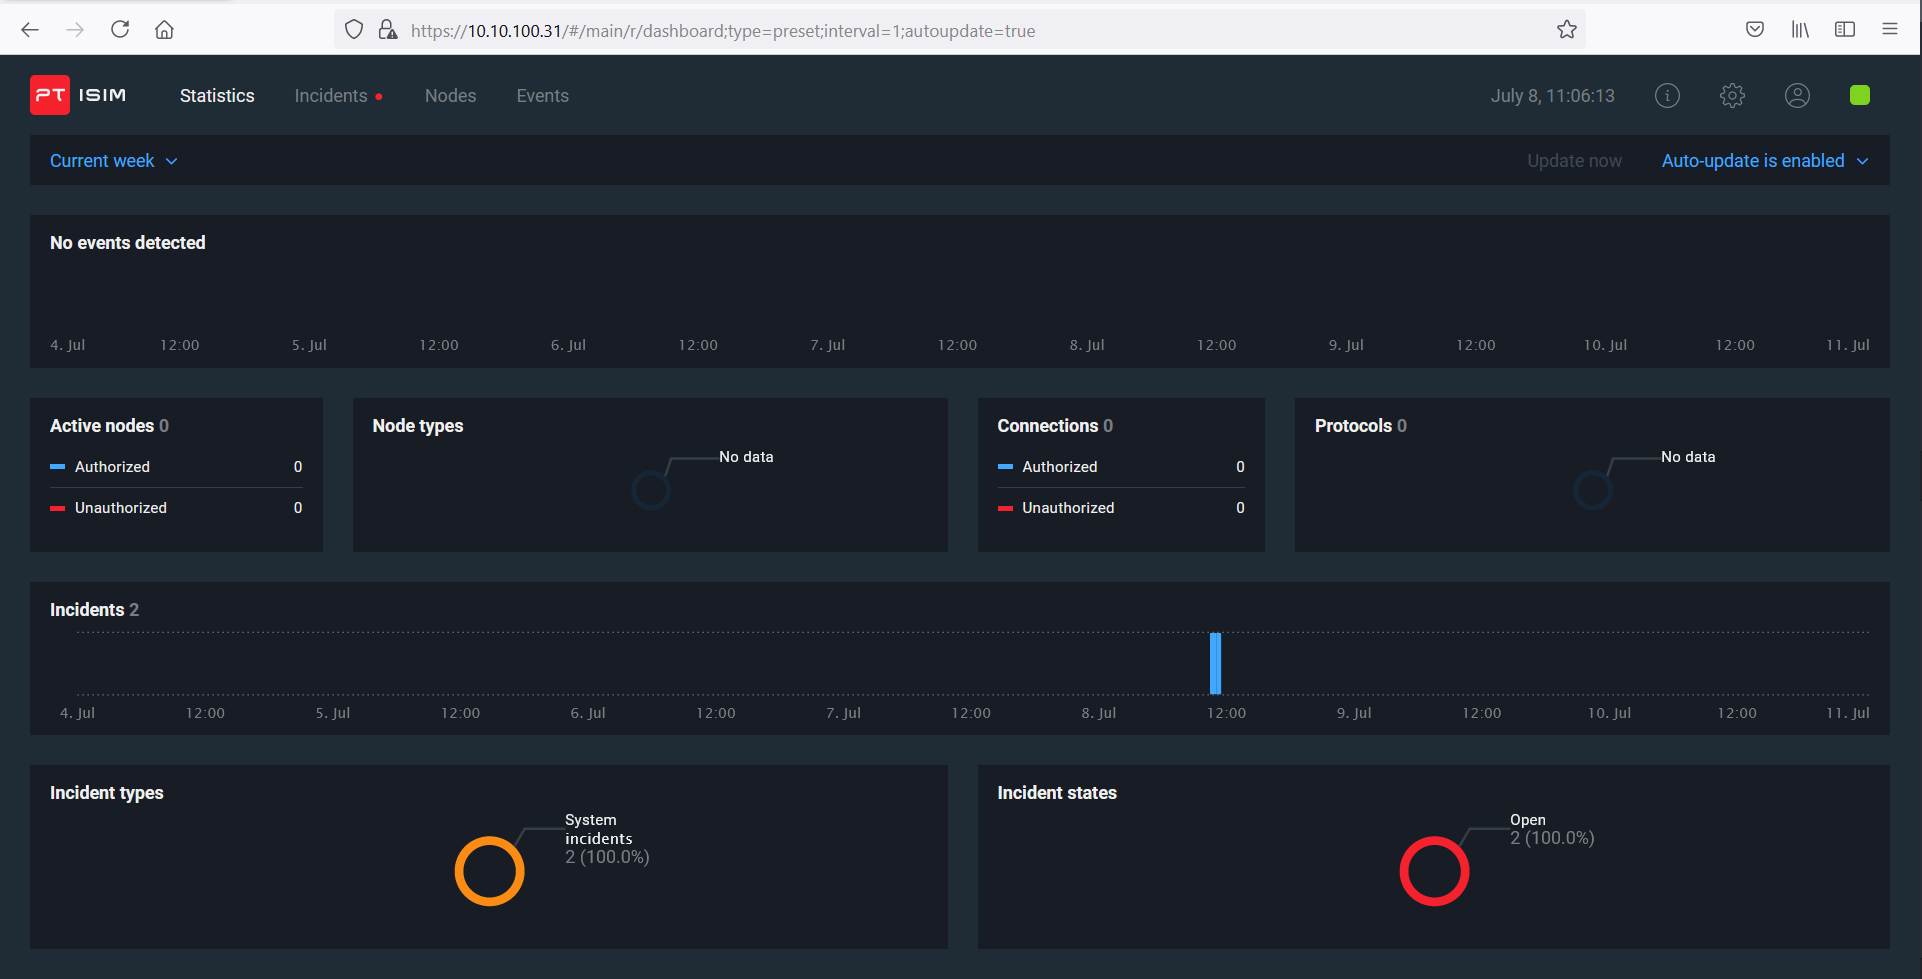 https://10.10.100.31/#/main/r/dashboard;type=preset;interval=1;autoupdate=true
PT ISIM Statistics Incidents Nodes Events July 8, 11:06:13
Current week Update now Auto-update is enabled
No events detected
4. Jul 12:00 5. Jul 12:00 6. Jul 12:00 7. Jul 12:00 8. Jul 12:00 9. Jul 12:00 10. Jul 12:00 11. Jul
Active nodes 0
Authorized 0
Unauthorized 0
Node types
No data
Connections 0
Authorized 0
Unauthorized 0
Protocols 0
No data
Incidents 2
4. Jul 12:00 5. Jul 12:00 6. Jul 12:00 7. Jul 12:00 8. Jul 12:00 9. Jul 12:00 10. Jul 12:00 11. Jul
Incident types
System
incidents
2 (100.0%)
Incident states
Open
2 (100.0%)